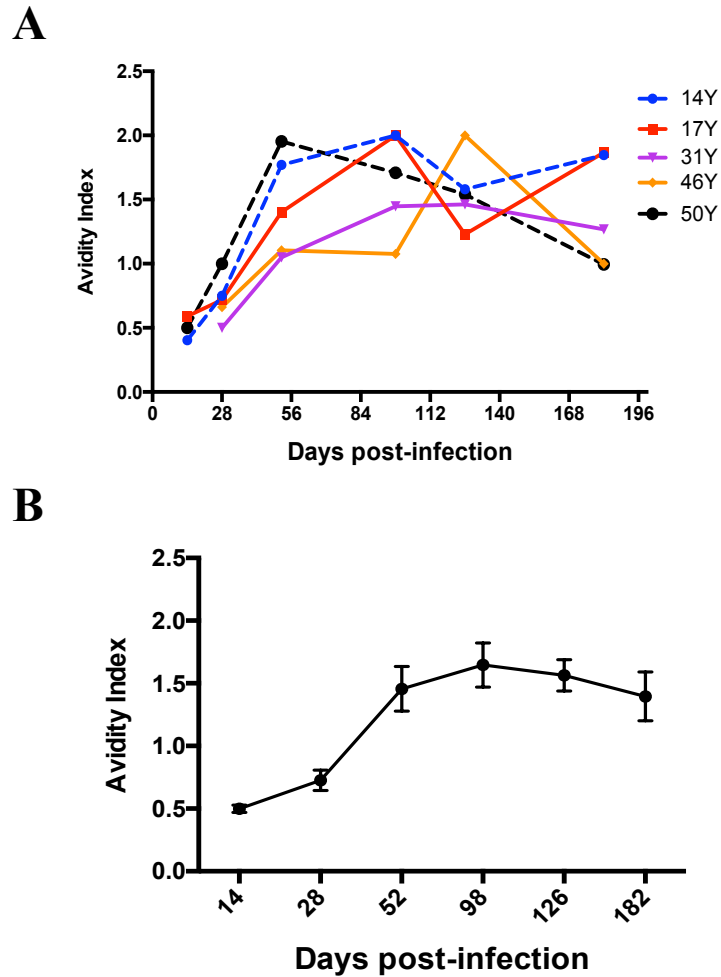 A
2.5
2.0
1.5
1.0
0.5
0.0
Avidity Index
0 28 56 84 112 140 168 196
Days post-infection
14Y
17Y
31Y
46Y
50Y
B
2.5
2.0
1.5
1.0
0.5
0.0
Avidity Index
14 28 52 98 126 182
Days post-infection